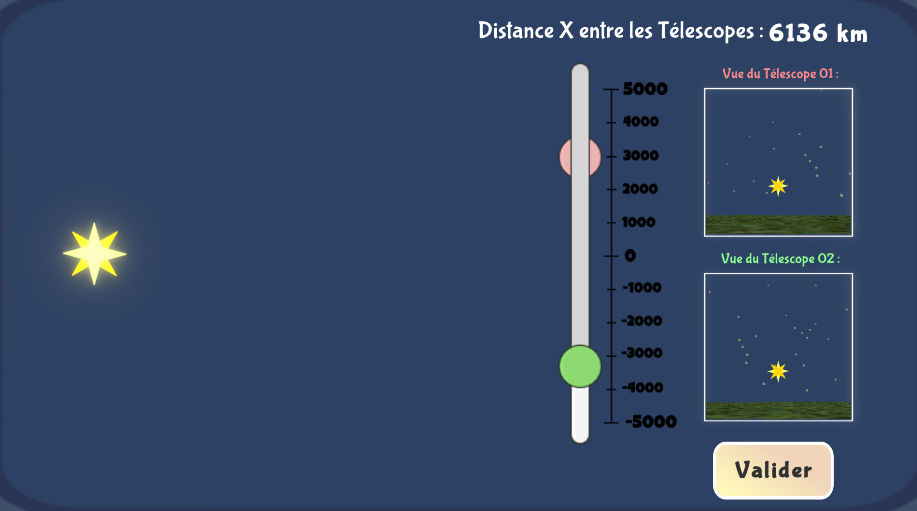 Distance X entre les Télescopes : 6136 km
Vue du Télescope 01 :
5000
4000
3000
2000
1000
0
-1000
-2000
-3000
-4000
-5000
Vue du Télescope 02 :
Valider